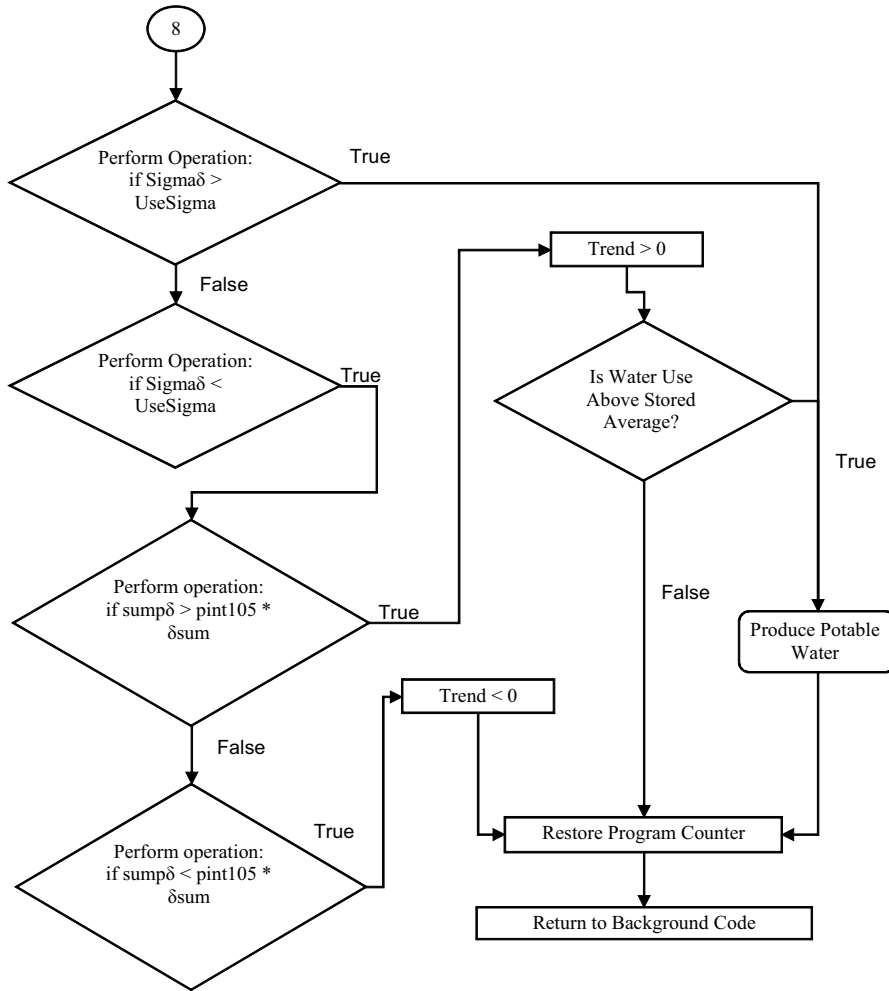 8
Perform Operation:
if Sigmaδ >
UseSigma
True
False
Perform Operation:
if Sigmaδ <
UseSigma
True
Trend > 0
Is Water Use
Above Stored
Average?
True
False
Perform operation:
if sumpδ > pint105 *
δsum
True
False
Produce Potable
Water
Trend < 0
Perform operation:
if sumpδ < pint105 *
δsum
True
Restore Program Counter
Return to Background Code